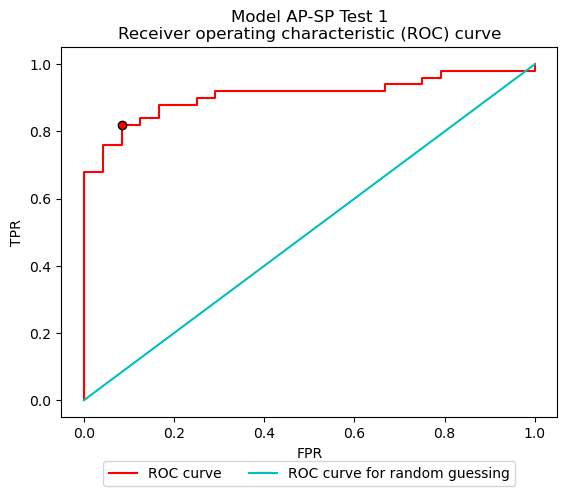 Model AP-SP Test 1
Receiver operating characteristic (ROC) curve
1.0
0.8
0.6
0.4
0.2
0.0
TPR
0.0 0.2 0.4 0.6 0.8 1.0
FPR
ROC curve ROC curve for random guessing